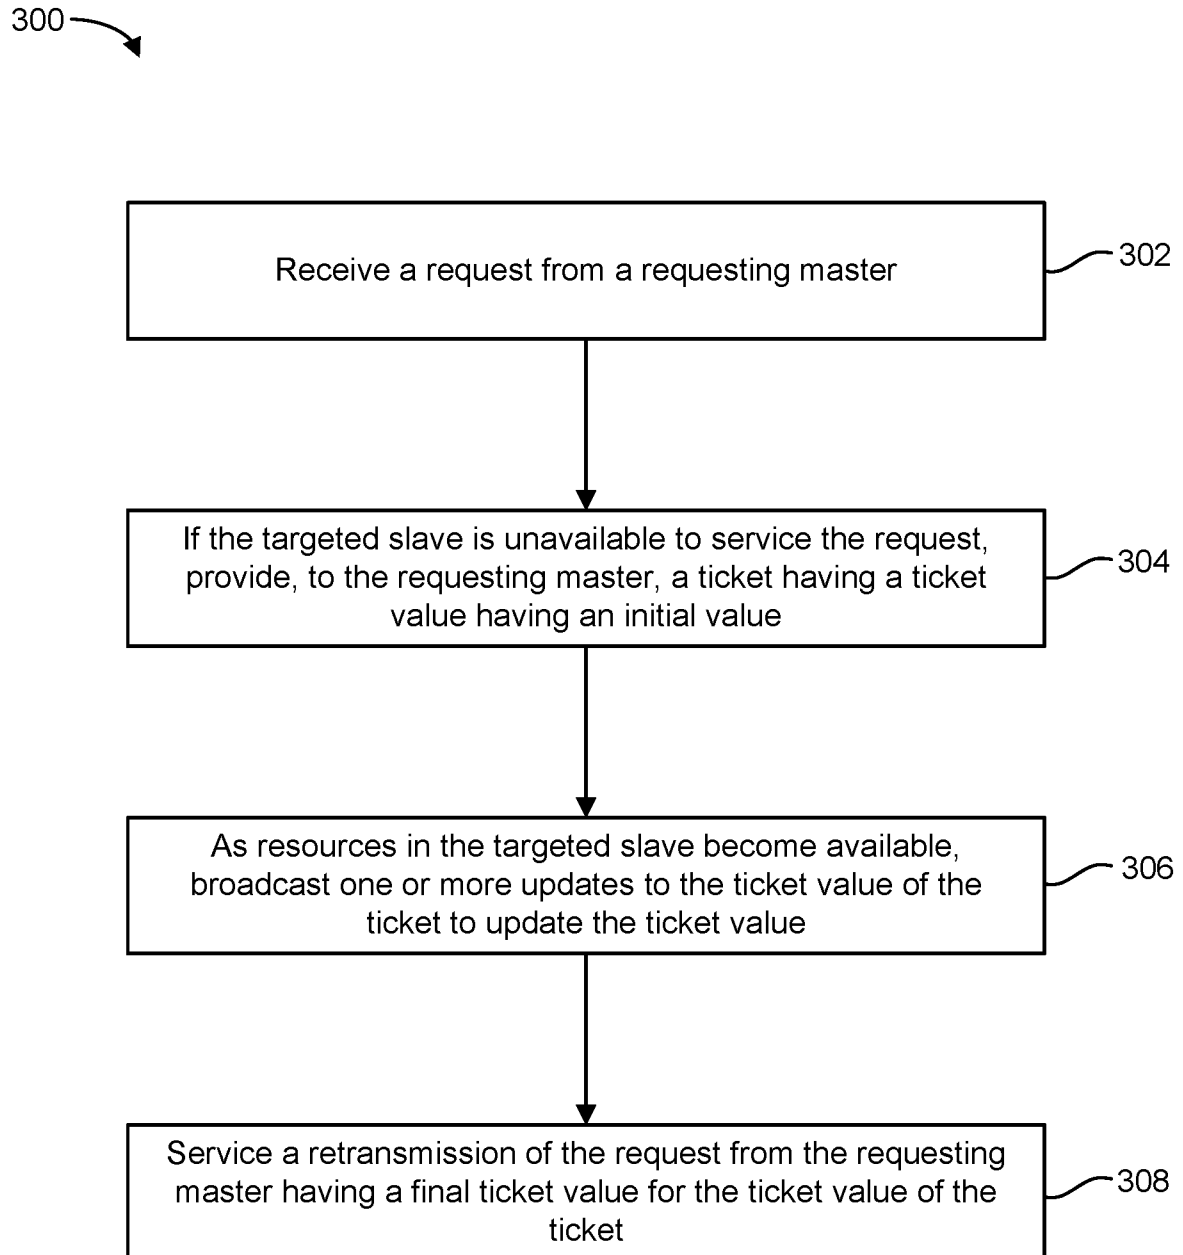 300
Receive a request from a requesting master
302
If the targeted slave is unavailable to service the request,
provide, to the requesting master, a ticket having a ticket
value having an initial value
304
As resources in the targeted slave become available,
broadcast one or more updates to the ticket value of the
ticket to update the ticket value
306
Service a retransmission of the request from the requesting
master having a final ticket value for the ticket value of the
ticket
308